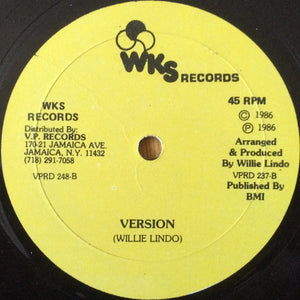 WKS RECORDS
WKS
RECORDS
Distributed By:
V.P. RECORDS
170-21 JAMAICA AVE.
JAMAICA, N.Y. 11432
(718) 291-7058
VPRD 248-B
45 RPM
© 1986
℗ 1986
Arranged
& Produced
By Willie Lindo
VPRD 237-B
Published By
BMI
VERSION
(WILLIE LINDO)